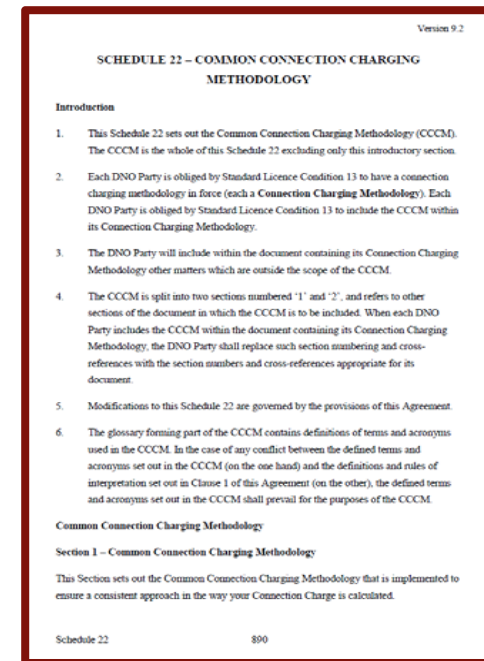 Version 9.2
SCHEDULE 22 – COMMON CONNECTION CHARGING
METHODOLOGY
Introduction
1. This Schedule 22 sets out the Common Connection Charging Methodology (CCCM).
The CCCM is the whole of this Schedule 22 excluding only this introductory section.
2. Each DNO Party is obliged by Standard Licence Condition 13 to have a connection
charging methodology in force (each a Connection Charging Methodology). Each
DNO Party is obliged by Standard Licence Condition 13 to include the CCCM within
its Connection Charging Methodology.
3. The DNO Party will include within the document containing its Connection Charging
Methodology other matters which are outside the scope of the CCCM.
4. The CCCM is split into two sections numbered '1' and '2', and refers to other
sections of the document in which the CCCM is to be included. When each DNO
Party includes the CCCM within the document containing its Connection Charging
Methodology, the DNO Party shall replace such section numbering and cross-
references with the section numbers and cross-references appropriate for its
document.
5. Modifications to this Schedule 22 are governed by the provisions of this Agreement.
6. The glossary forming part of the CCCM contains definitions of terms and acronyms
used in the CCCM. In the case of any conflict between the defined terms and
acronyms set out in the CCCM (on the one hand) and the definitions and rules of
interpretation set out in Clause 1 of this Agreement (on the other), the defined terms
and acronyms set out in the CCCM shall prevail for the purposes of the CCCM.
Common Connection Charging Methodology
Section 1 – Common Connection Charging Methodology
This Section sets out the Common Connection Charging Methodology that is implemented to
ensure a consistent approach in the way your Connection Charge is calculated.
Schedule 22 890